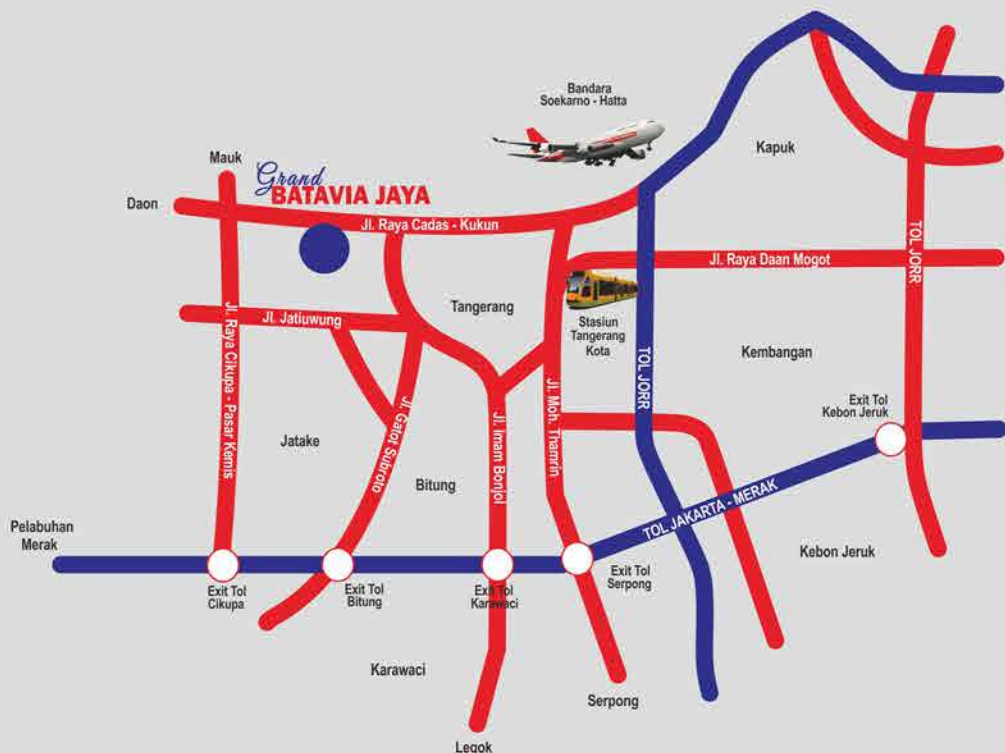 Bandara
Soekarno - Hatta
Kapuk
Mauk
Grand
BATAVIA JAYA
Daon
Jl. Raya Cadas - Kukun
TOL JORR
Jl. Raya Daan Mogot
Jl. Raya Cikupa - Pasar Kemis
Jl. Jatiuwung
Tangerang
Stasiun
Tangerang
Kota
Kembangan
TOL JORR
Exit Tol
Kebon Jeruk
Jl. Moh. Thamrin
Jl. Gatot Subroto
Jl. Imam Bonjol
Jatake
Bitung
TOL JAKARTA - MERAK
Pelabuhan
Merak
Kebon Jeruk
Exit Tol
Cikupa
Exit Tol
Bitung
Exit Tol
Karawaci
Exit Tol
Serpong
Karawaci
Serpong
Legok